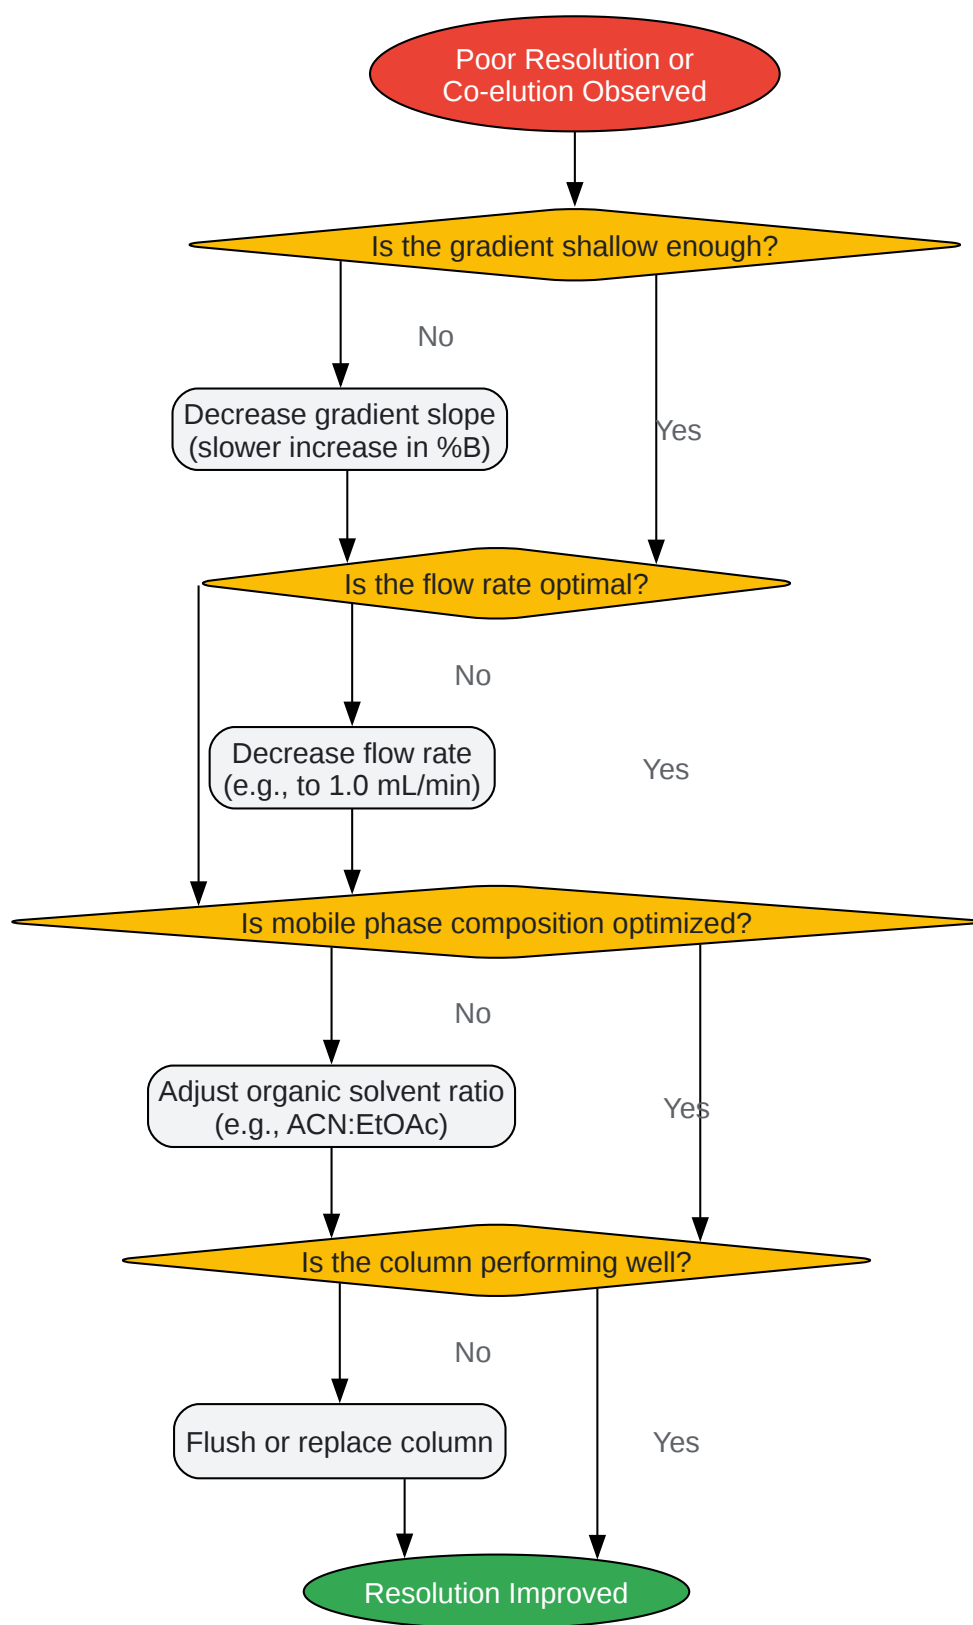 Poor Resolution or
Co-elution Observed
Is the gradient shallow enough?
No
Decrease gradient slope
(slower increase in %B)
Yes
Is the flow rate optimal?
No
Decrease flow rate
(e.g., to 1.0 mL/min)
Yes
Is mobile phase composition optimized?
No
Adjust organic solvent ratio
(e.g., ACN:EtOAc)
Yes
Is the column performing well?
No
Flush or replace column
Yes
Resolution Improved